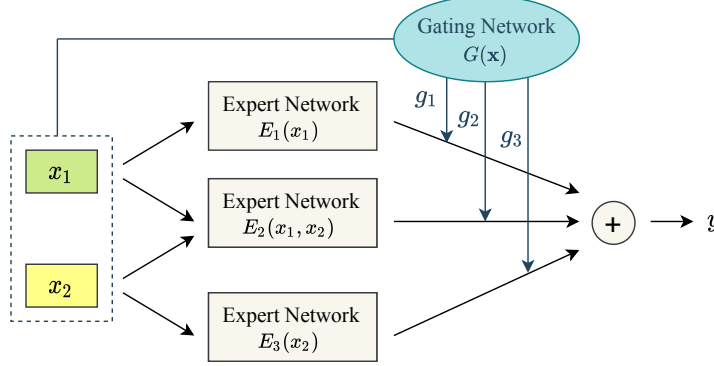 Gating Network
G(𝐱)
g₁
g₂
g₃
Expert Network
E₁(x₁)
x₁
Expert Network
E₂(x₁, x₂)
+
y
x₂
Expert Network
E₃(x₂)